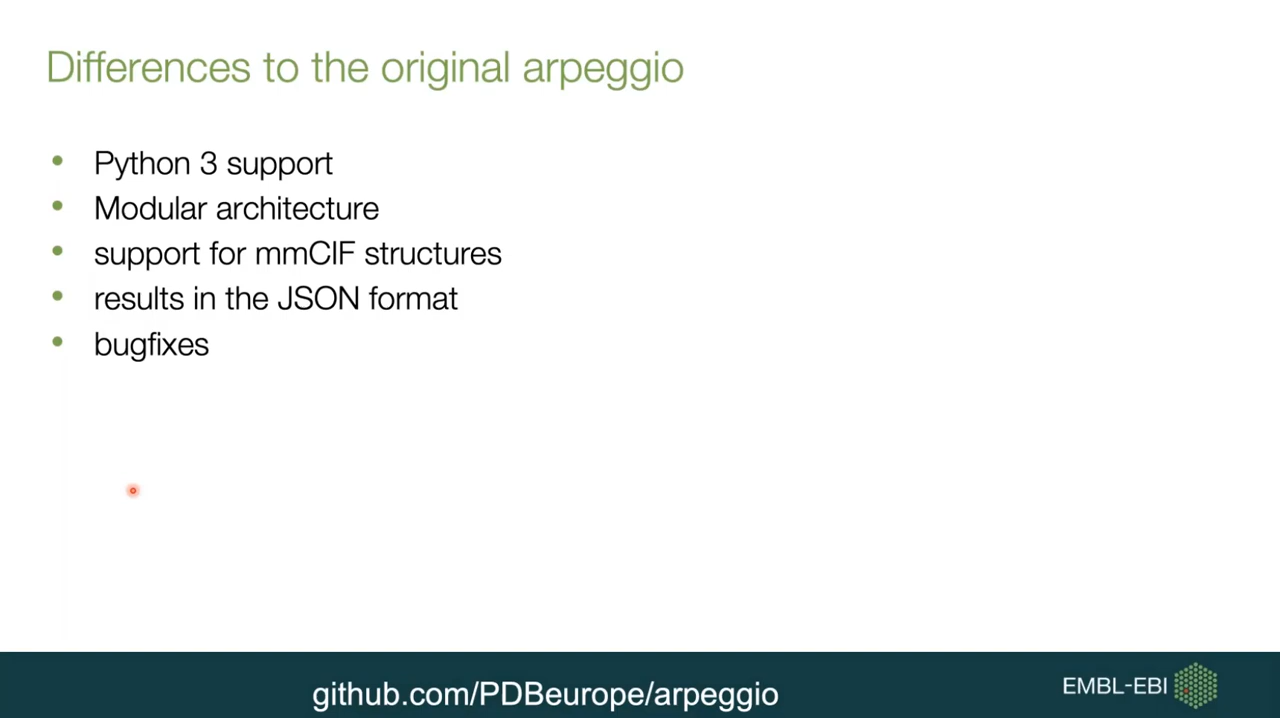 Differences to the original arpeggio
• Python 3 support
• Modular architecture
• support for mmCIF structures
• results in the JSON format
• bugfixes
github.com/PDBeurope/arpeggio
EMBL-EBI